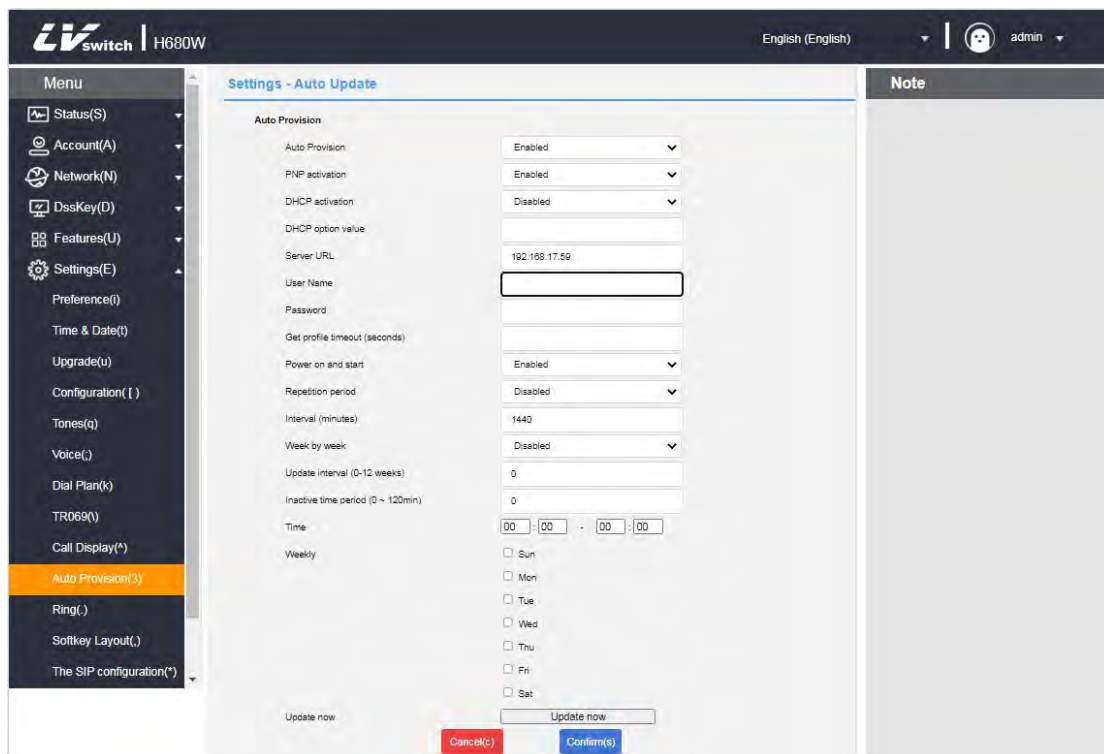 LVswitch | H680W
English (English)
admin
Menu
Status(S)
Account(A)
Network(N)
DssKey(D)
Features(U)
Settings(E)
Preference(i)
Time & Date(t)
Upgrade(u)
Configuration( [ )
Tones(q)
Voice(;)
Dial Plan(k)
TR069(\)
Call Display(^)
Auto Provision(3)
Ring(.)
Softkey Layout(,)
The SIP configuration(*)
Settings - Auto Update
Auto Provision
Auto Provision Enabled
PNP activation Enabled
DHCP activation Disabled
DHCP option value
Server URL 192.168.17.59
User Name
Password
Get profile timeout (seconds)
Power on and start Enabled
Repetition period Disabled
Interval (minutes) 1440
Week by week Disabled
Update interval (0-12 weeks) 0
Inactive time period (0 ~ 120min) 0
Time 00 : 00 - 00 : 00
Weekly Sun
Mon
Tue
Wed
Thu
Fri
Sat
Update now Update now
Cancel(c) Confirm(s)
Note